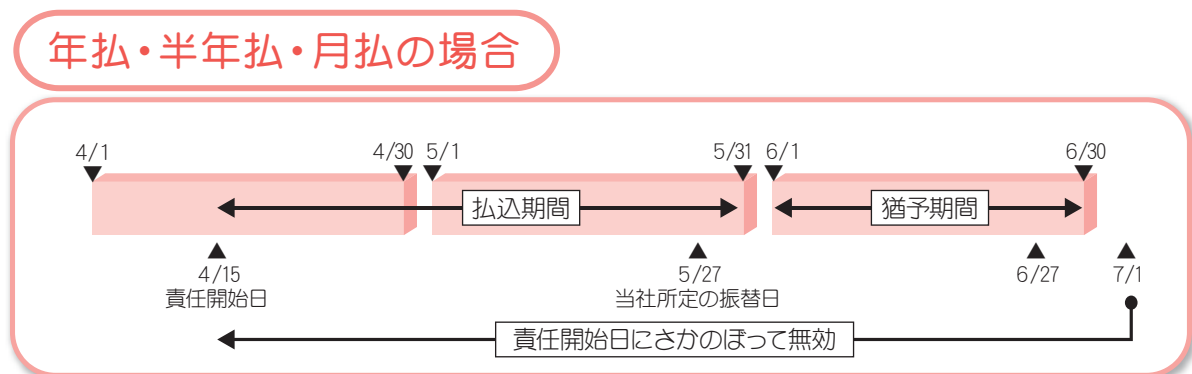 年払・半年払・月払の場合
4/1 4/30 5/1 5/31 6/1 6/30
払込期間 猶予期間
4/15 5/27 6/27 7/1
責任開始日 当社所定の振替日
責任開始日にさかのぼって無効